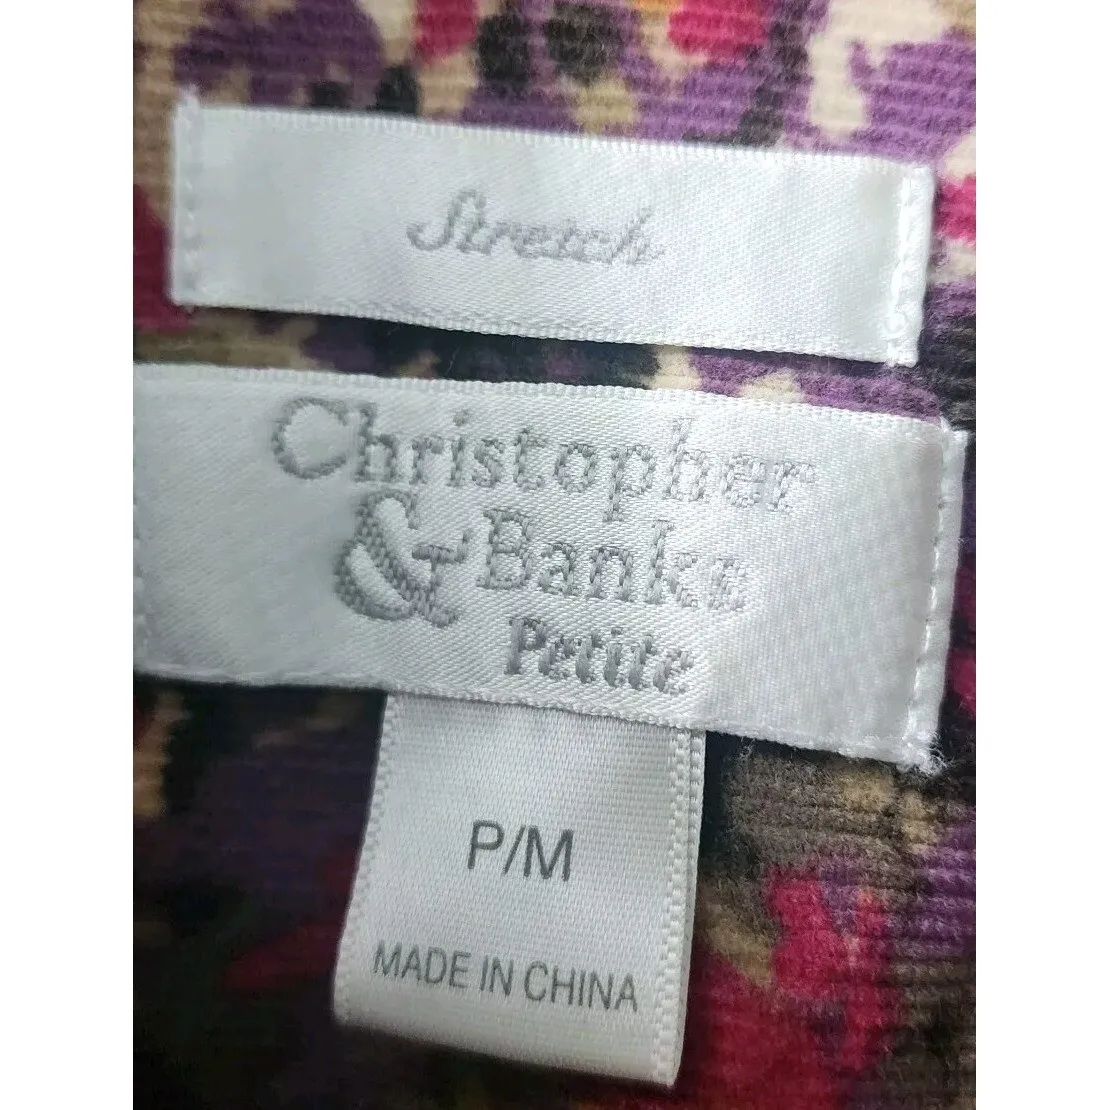 Stretch
Christopher
& Banks
Petite
P/M
MADE IN CHINA